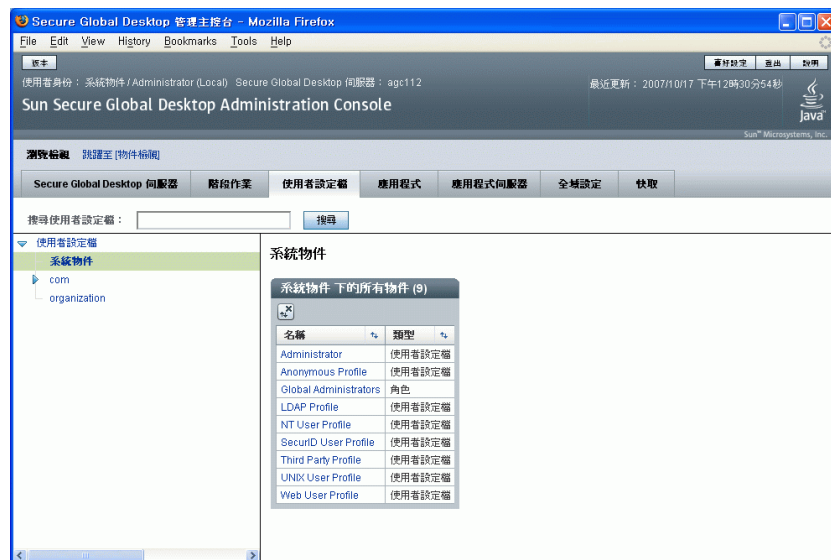 Secure Global Desktop 管理主控台 - Mozilla Firefox
File Edit View History Bookmarks Tools Help
版本 喜好設定 登出 說明
使用者身份： 系統物件 / Administrator (Local) Secure Global Desktop 伺服器： agc112 最近更新： 2007/10/17 下午12時30分54秒
Sun Secure Global Desktop Administration Console
Java
Sun™ Microsystems, Inc.
瀏覽檢視 跳躍至 [物件檢視]
Secure Global Desktop 伺服器 階段作業 使用者設定檔 應用程式 應用程式伺服器 全域設定 快取
搜尋使用者設定檔： 搜尋
使用者設定檔
系統物件
com
organization
系統物件
系統物件 下的所有物件 (9)
名稱 類型
Administrator 使用者設定檔
Anonymous Profile 使用者設定檔
Global Administrators 角色
LDAP Profile 使用者設定檔
NT User Profile 使用者設定檔
SecurID User Profile 使用者設定檔
Third Party Profile 使用者設定檔
UNIX User Profile 使用者設定檔
Web User Profile 使用者設定檔